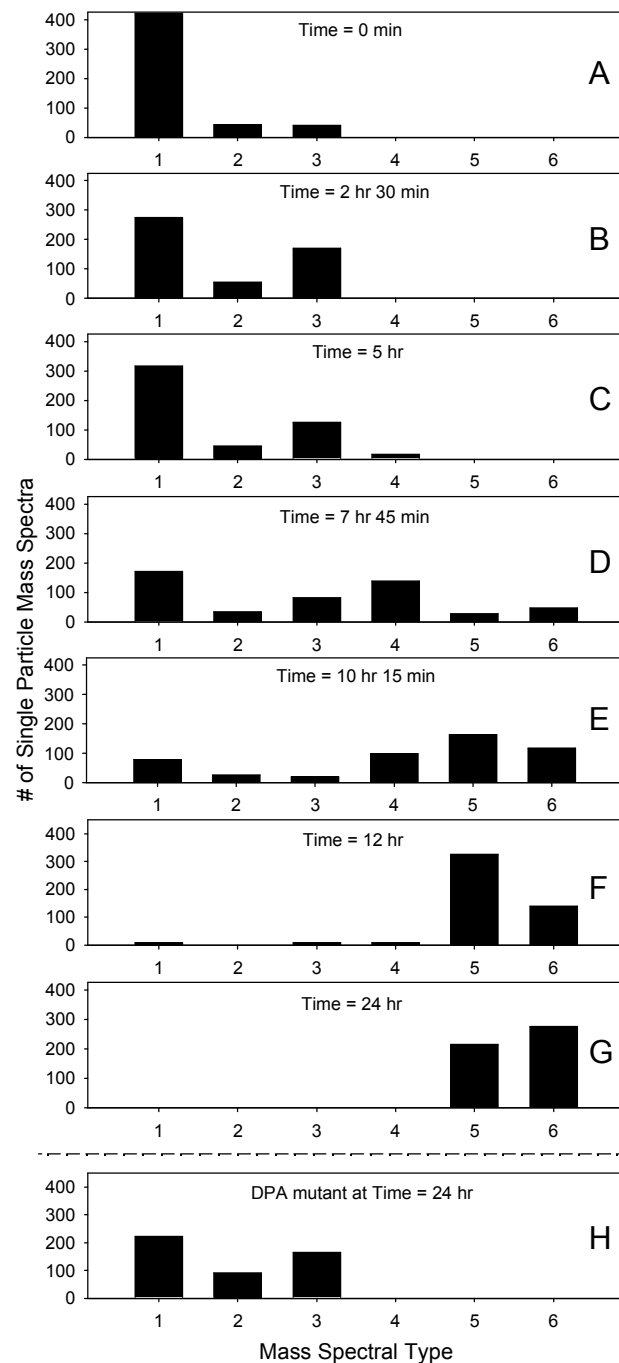 # of Single Particle Mass Spectra
400
300
200
100
0
Time = 0 min
A
1 2 3 4 5 6
400
300
200
100
0
Time = 2 hr 30 min
B
1 2 3 4 5 6
400
300
200
100
0
Time = 5 hr
C
1 2 3 4 5 6
400
300
200
100
0
Time = 7 hr 45 min
D
1 2 3 4 5 6
400
300
200
100
0
Time = 10 hr 15 min
E
1 2 3 4 5 6
400
300
200
100
0
Time = 12 hr
F
1 2 3 4 5 6
400
300
200
100
0
Time = 24 hr
G
1 2 3 4 5 6
400
300
200
100
0
DPA mutant at Time = 24 hr
H
1 2 3 4 5 6
Mass Spectral Type